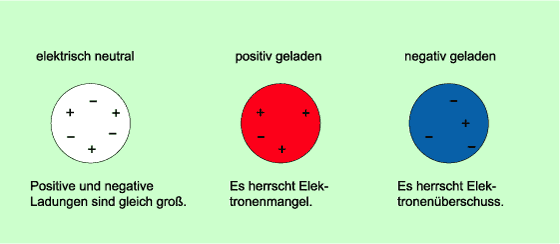 elektrisch neutral
positiv geladen
negativ geladen
− + + − − +
+ + − +
− + − −
Positive und negative
Ladungen sind gleich groß.
Es herrscht Elek-
tronenmangel.
Es herrscht Elek-
tronenüberschuss.